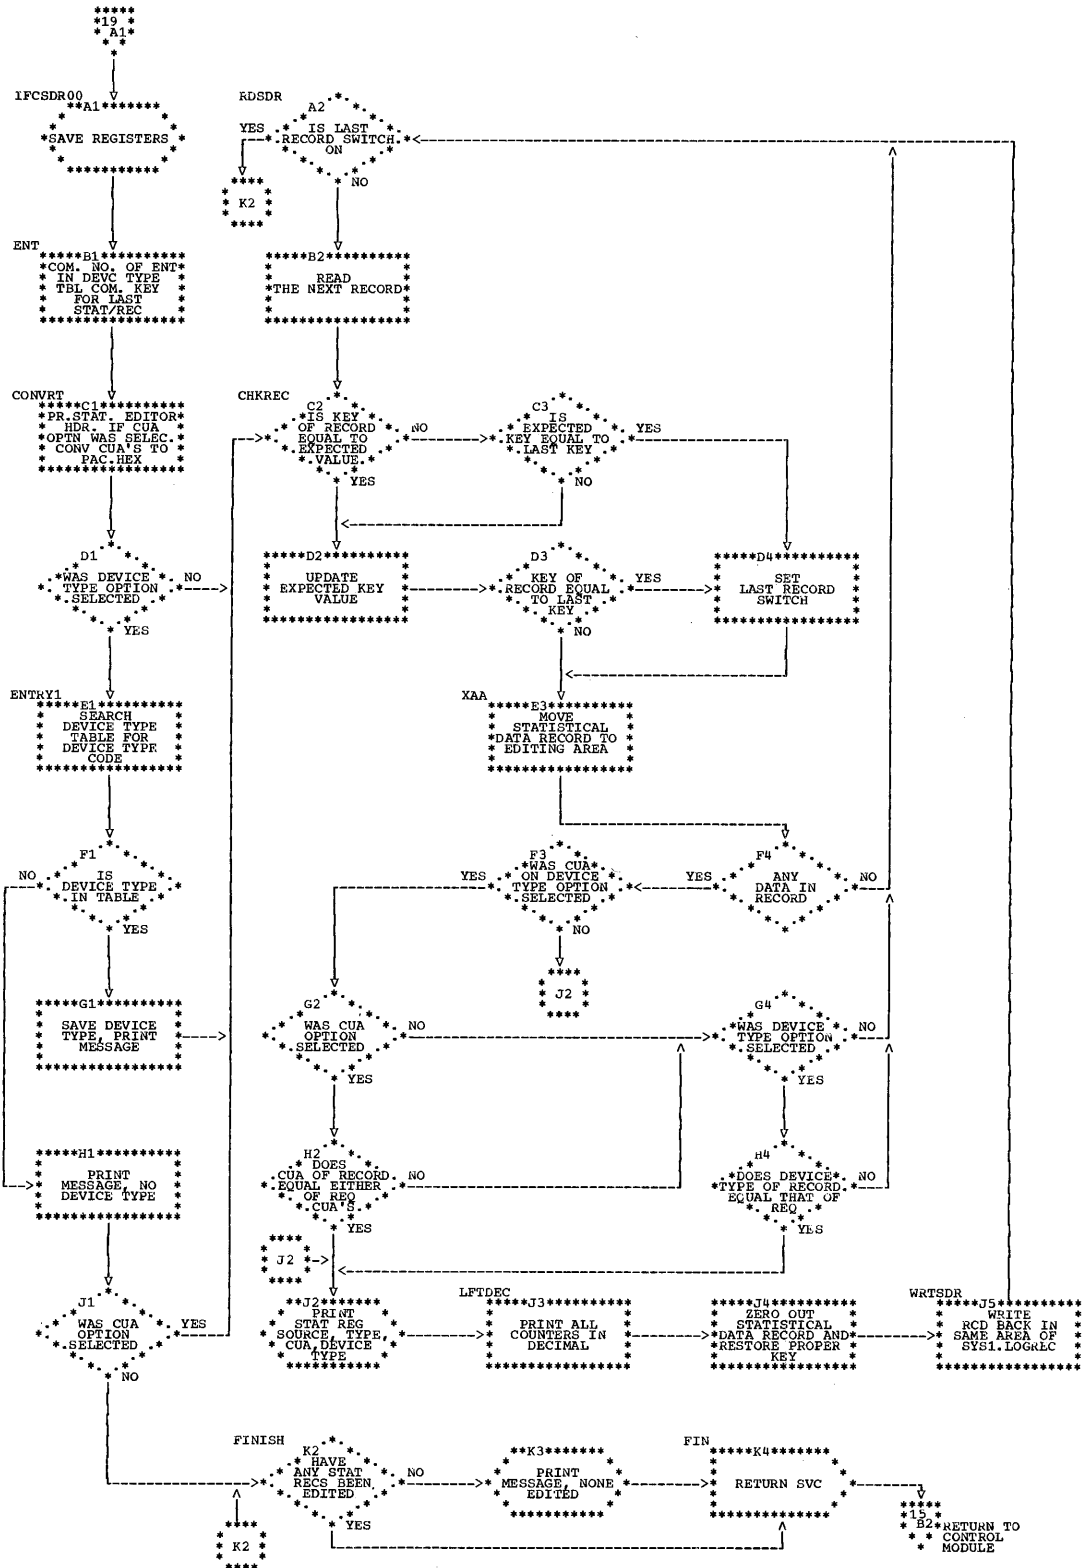 19
A1
IFCSDR00
A1
SAVE REGISTERS
RDSDR
A2
IS LAST
RECORD SWITCH
ON
YES
NO
K2
ENT
B1
COM. NO. OF ENT
IN DEVC TYPE
TBL COM. KEY
FOR LAST
STAT/REC
B2
READ
THE NEXT RECORD
CONVRT
C1
PR.STAT. EDITOR
HDR. IF CUA
OPTN WAS SELEC.
CONV CUA'S TO
PAC.HEX
CHKREC
C2
IS KEY
OF RECORD
EQUAL TO
EXPECTED
VALUE.
NO
YES
C3
IS
EXPECTED
KEY EQUAL TO
LAST KEY
YES
NO
D1
WAS DEVICE
TYPE OPTION
SELECTED
NO
YES
D2
UPDATE
EXPECTED KEY
VALUE
D3
KEY OF
RECORD EQUAL
TO LAST
KEY
YES
NO
D4
SET
LAST RECORD
SWITCH
ENTRY1
E1
SEARCH
DEVICE TYPE
TABLE FOR
DEVICE TYPE
CODE
XAA
E3
MOVE
STATISTICAL
DATA RECORD TO
EDITING AREA
F1
IS
DEVICE TYPE
IN TABLE
NO
YES
F3
WAS CUA
ON DEVICE
TYPE OPTION
SELECTED
YES
NO
F4
ANY
DATA IN
RECORD
YES
NO
J2
G1
SAVE DEVICE
TYPE, PRINT
MESSAGE
G2
WAS CUA
OPTION
SELECTED
NO
YES
G4
WAS DEVICE
TYPE OPTION
SELECTED
NO
YES
H1
PRINT
MESSAGE, NO
DEVICE TYPE
H2
DOES
CUA OF RECORD
EQUAL EITHER
OF REQ
CUA'S.
NO
YES
H4
DOES DEVICE
TYPE OF RECORD
EQUAL THAT OF
REQ
NO
YES
J2
J1
WAS CUA
OPTION
SELECTED
YES
NO
J2
PRINT
STAT REG
SOURCE, TYPE,
CUA,DEVICE
TYPE
LFTDEC
J3
PRINT ALL
COUNTERS IN
DECIMAL
J4
ZERO OUT
STATISTICAL
DATA RECORD AND
RESTORE PROPER
KEY
WRTSDR
J5
WRITE
RCD BACK IN
SAME AREA OF
SYS1.LOGREC
FINISH
K2
HAVE
ANY STAT
RECS BEEN
EDITED
NO
YES
K3
PRINT
MESSAGE, NONE
EDITED
FIN
K4
RETURN SVC
K2
15
B2
RETURN TO
CONTROL
MODULE